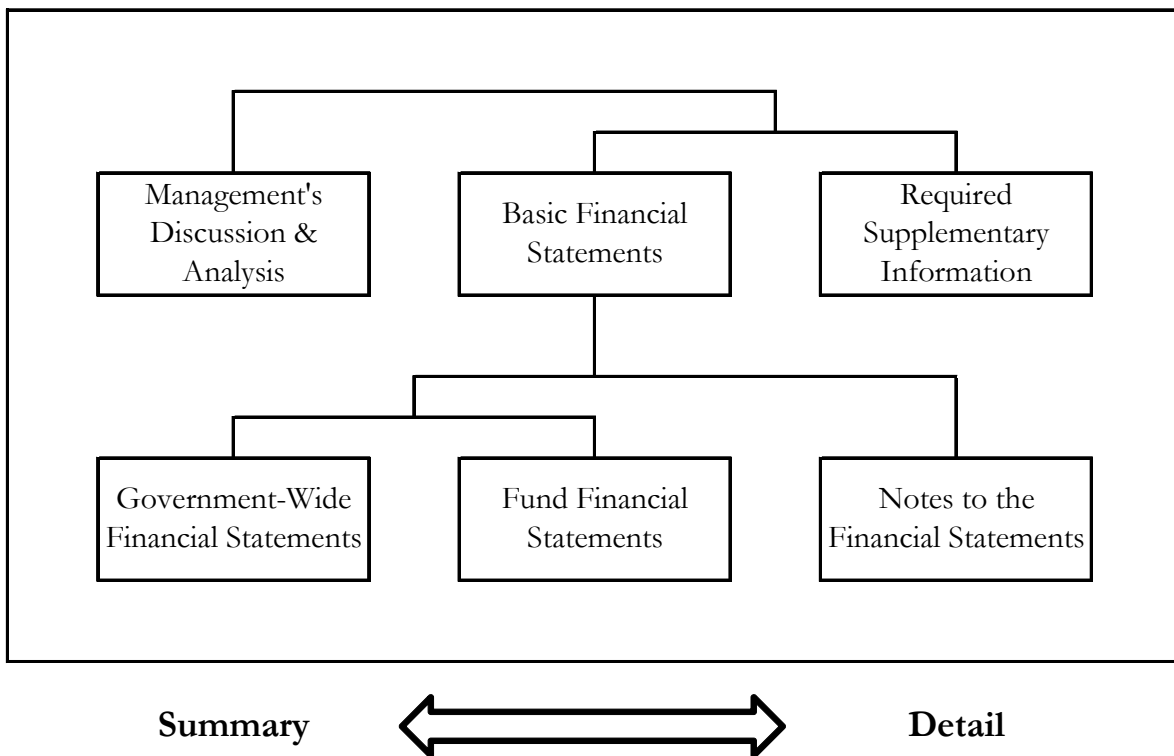 Management's
Discussion &
Analysis
Basic Financial
Statements
Required
Supplementary
Information
Government-Wide
Financial Statements
Fund Financial
Statements
Notes to the
Financial Statements
Summary
Detail